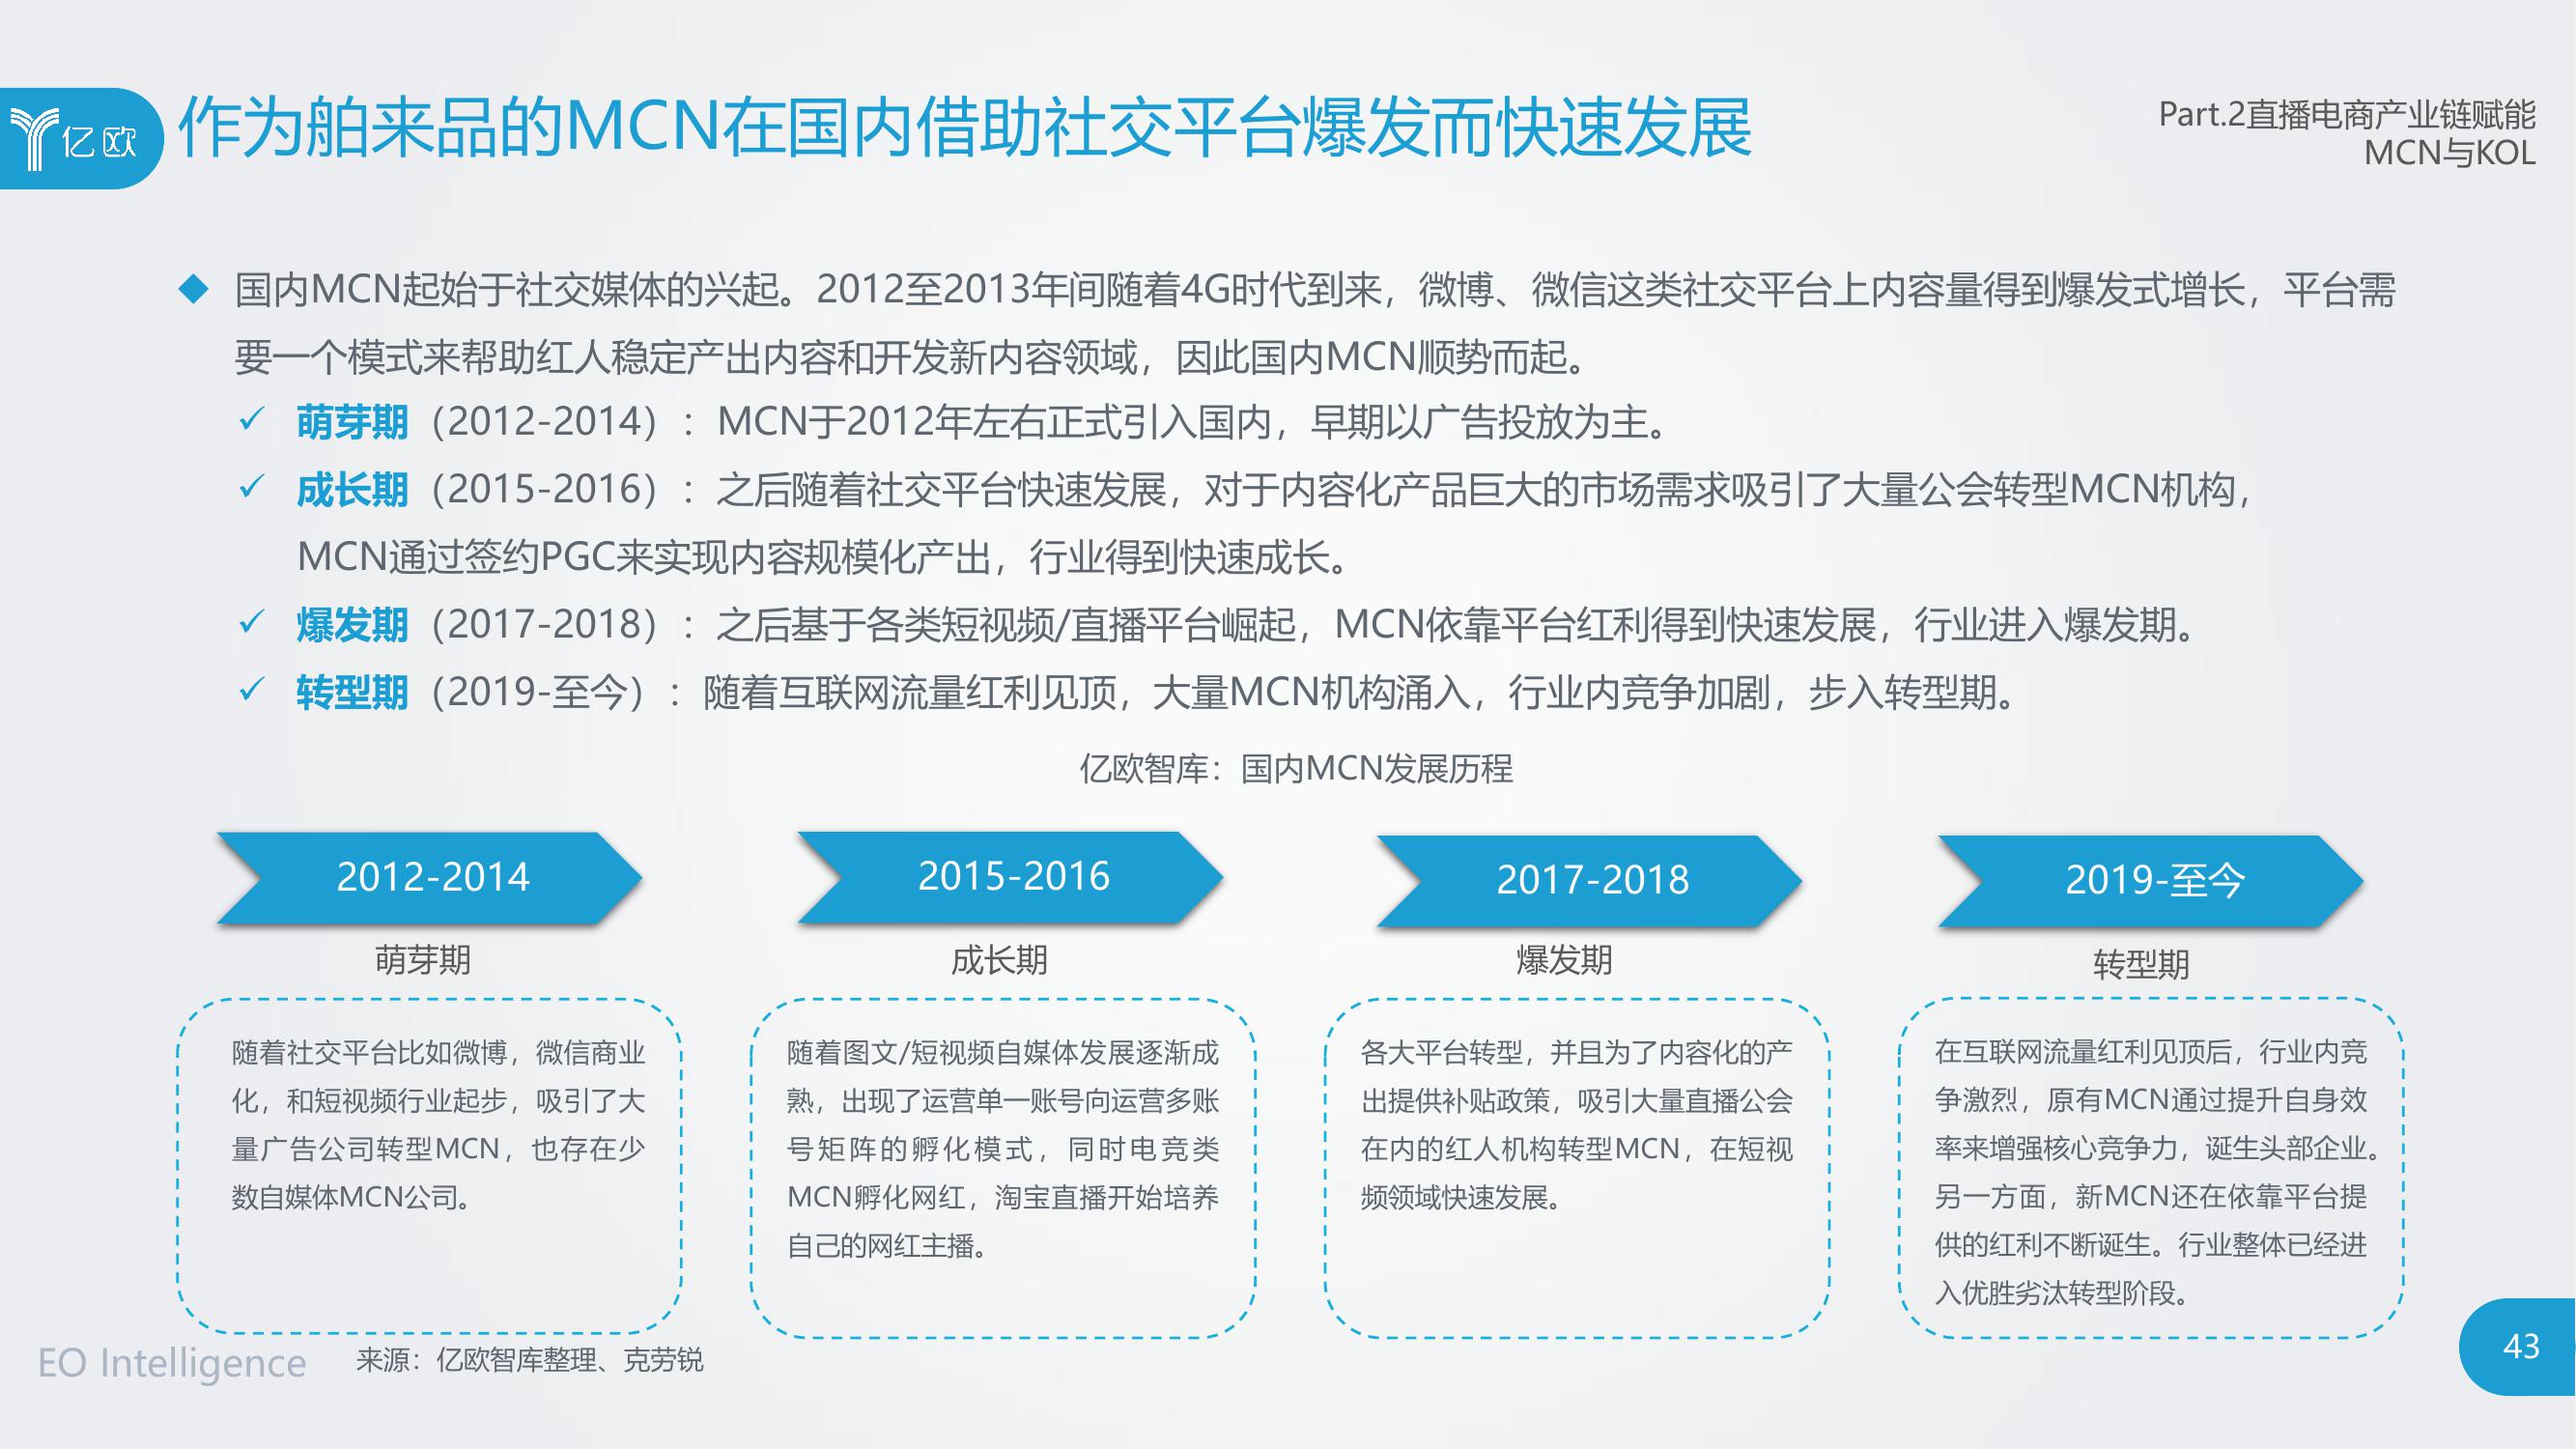 亿欧
作为舶来品的MCN在国内借助社交平台爆发而快速发展
Part.2直播电商产业链赋能
MCN与KOL
国内MCN起始于社交媒体的兴起。2012至2013年间随着4G时代到来，微博、微信这类社交平台上内容量得到爆发式增长，平台需
要一个模式来帮助红人稳定产出内容和开发新内容领域，因此国内MCN顺势而起。
萌芽期（2012-2014）：MCN于2012年左右正式引入国内，早期以广告投放为主。
成长期（2015-2016）：之后随着社交平台快速发展，对于内容化产品巨大的市场需求吸引了大量公会转型MCN机构，
MCN通过签约PGC来实现内容规模化产出，行业得到快速成长。
爆发期（2017-2018）：之后基于各类短视频/直播平台崛起，MCN依靠平台红利得到快速发展，行业进入爆发期。
转型期（2019-至今）：随着互联网流量红利见顶，大量MCN机构涌入，行业内竞争加剧，步入转型期。
亿欧智库：国内MCN发展历程
2012-2014
萌芽期
随着社交平台比如微博，微信商业
化，和短视频行业起步，吸引了大
量广告公司转型MCN，也存在少
数自媒体MCN公司。
2015-2016
成长期
随着图文/短视频自媒体发展逐渐成
熟，出现了运营单一账号向运营多账
号矩阵的孵化模式，同时电竞类
MCN孵化网红，淘宝直播开始培养
自己的网红主播。
2017-2018
爆发期
各大平台转型，并且为了内容化的产
出提供补贴政策，吸引大量直播公会
在内的红人机构转型MCN，在短视
频领域快速发展。
2019-至今
转型期
在互联网流量红利见顶后，行业内竞
争激烈，原有MCN通过提升自身效
率来增强核心竞争力，诞生头部企业。
另一方面，新MCN还在依靠平台提
供的红利不断诞生。行业整体已经进
入优胜劣汰转型阶段。
EO Intelligence
来源：亿欧智库整理、克劳锐
43